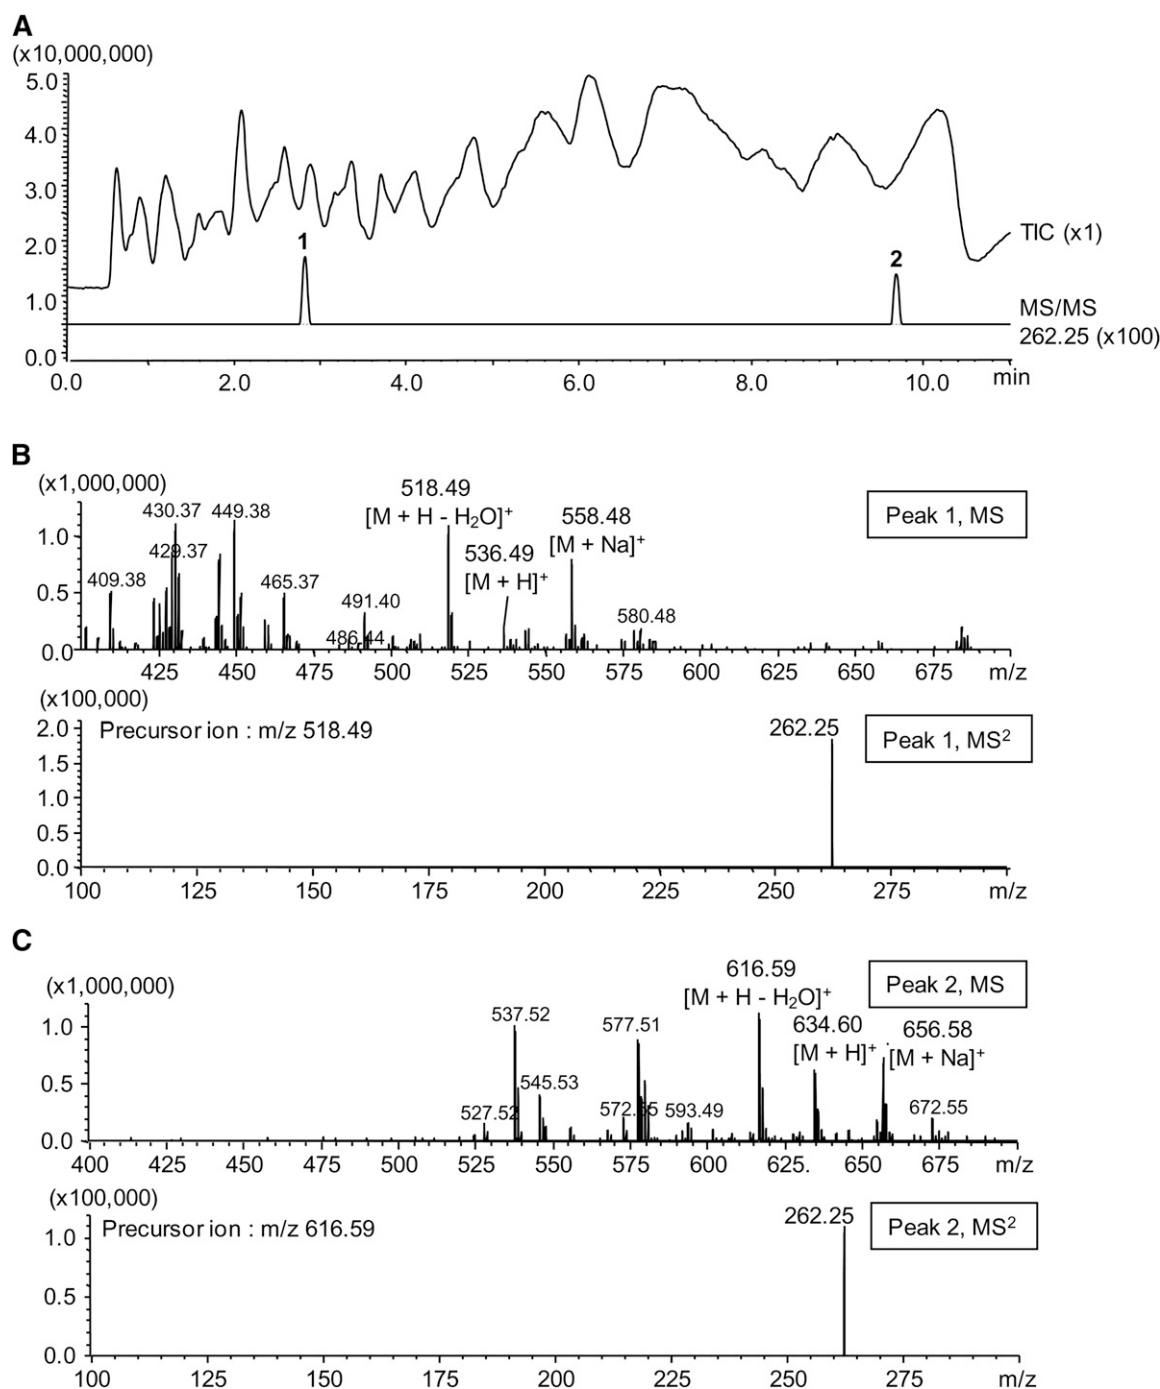 A
(x10,000,000)
5.0
4.0
3.0
2.0
1.0
0.0
1
2
TIC (x1)
MS/MS
262.25 (x100)
0.0 2.0 4.0 6.0 8.0 10.0 min
B
(x1,000,000)
1.0
0.5
0.0
409.38
430.37
429.37
449.38
465.37
486.44
491.40
518.49
[M + H - H₂O]⁺
536.49
[M + H]⁺
558.48
[M + Na]⁺
580.48
Peak 1, MS
425 450 475 500 525 550 575 600 625 650 675 m/z
(x100,000)
2.0
1.5
1.0
0.5
0.0
Precursor ion : m/z 518.49
262.25
Peak 1, MS²
100 125 150 175 200 225 250 275 m/z
C
(x1,000,000)
1.0
0.5
0.0
527.52
537.52
545.53
572.55
577.51
593.49
616.59
[M + H - H₂O]⁺
634.60
[M + H]⁺
656.58
[M + Na]⁺
672.55
Peak 2, MS
400 425 450 475 500 525 550 575 600 625. 650 675 m/z
(x100,000)
1.0
0.5
0.0
Precursor ion : m/z 616.59
262.25
Peak 2, MS²
100 125 150 175 200 225 250 275 m/z